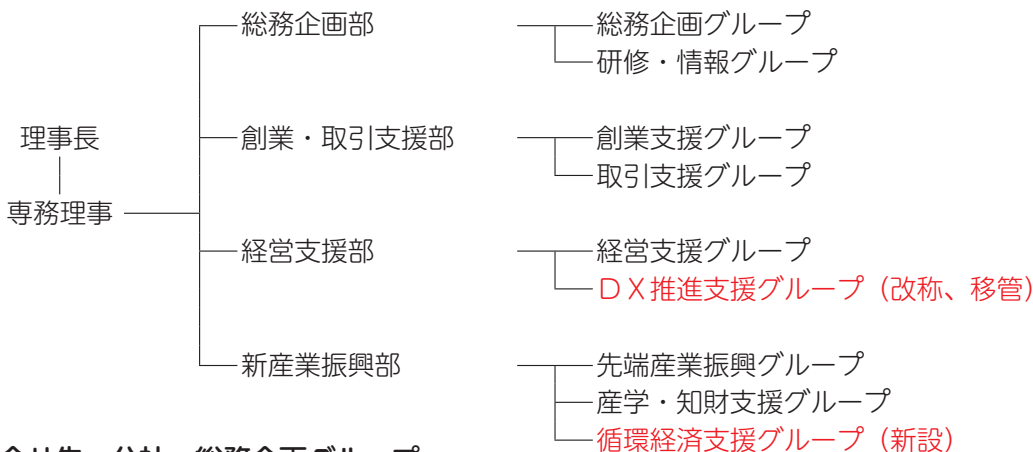 総務企画部
総務企画グループ
研修・情報グループ
理事長
専務理事
創業・取引支援部
創業支援グループ
取引支援グループ
経営支援部
経営支援グループ
ＤＸ推進支援グループ（改称、移管）
新産業振興部
先端産業振興グループ
産学・知財支援グループ
循環経済支援グループ（新設）